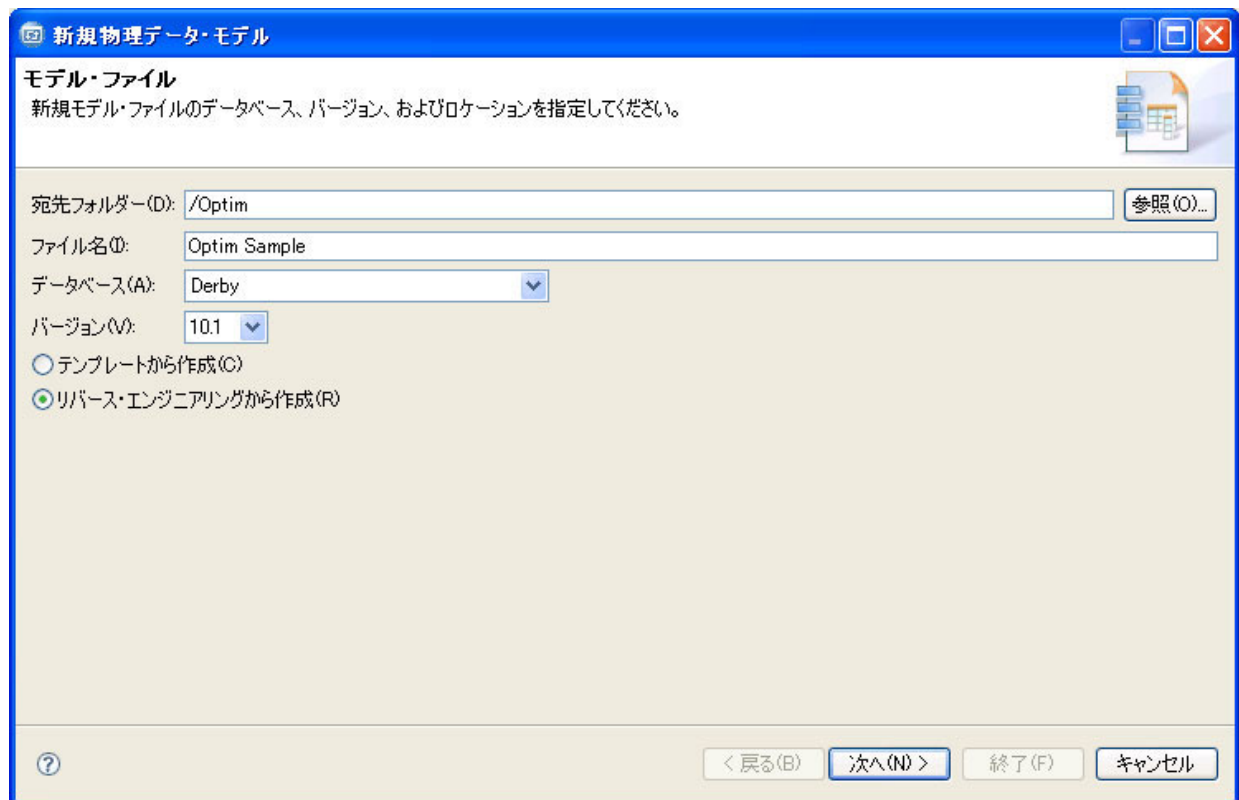 新規物理データ・モデル
モデル・ファイル
新規モデル・ファイルのデータベース、バージョン、およびロケーションを指定してください。
宛先フォルダー(D): /Optim 参照(O)...
ファイル名(I): Optim Sample
データベース(A): Derby
バージョン(V): 10.1
テンプレートから作成(C)
リバース・エンジニアリングから作成(R)
? < 戻る(B) 次へ(N) > 終了(F) キャンセル